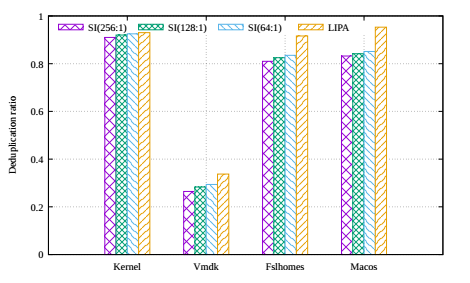 1
SI(256:1) SI(128:1) SI(64:1) LIPA
0.8
0.6
0.4
0.2
0
Deduplication ratio
Kernel Vmdk Fslhomes Macos